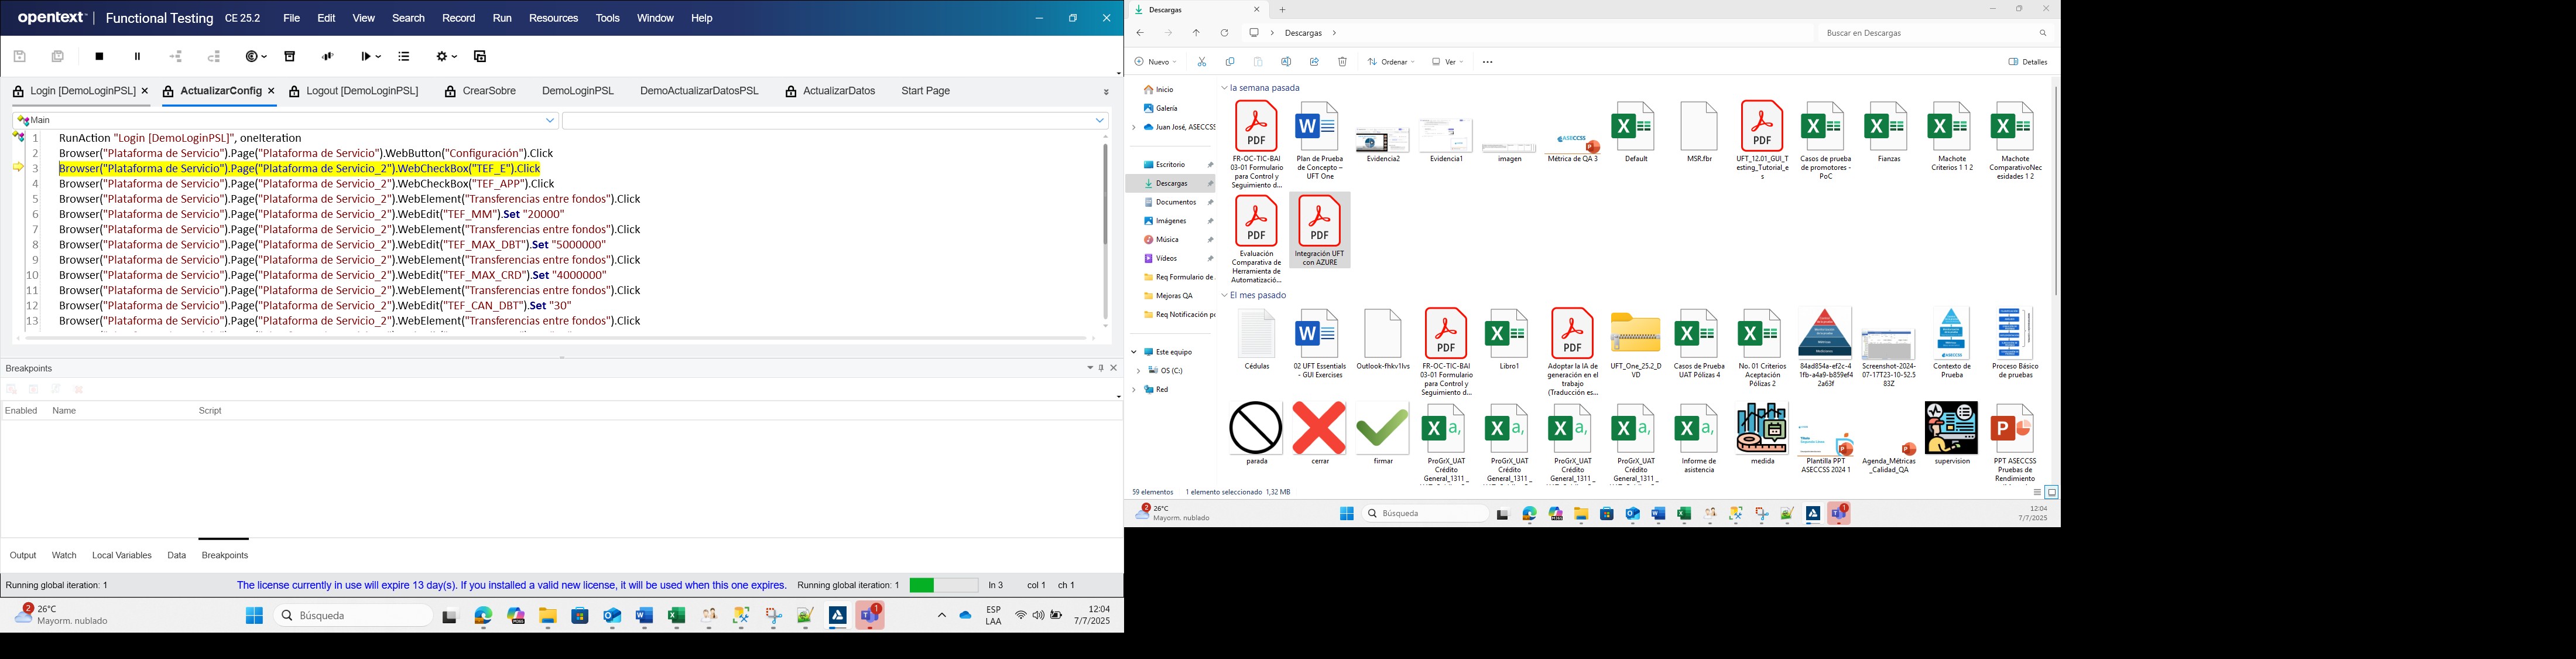 opentext | Functional Testing CE 25.2 File Edit View Search Record Run Resources Tools Window Help
Login [DemoLoginPSL] ActualizarConfig Logout [DemoLoginPSL] CrearSobre DemoLoginPSL DemoActualizarDatosPSL ActualizarDatos Start Page
Main
1 RunAction "Login [DemoLoginPSL]", oneIteration
2 Browser("Plataforma de Servicio").Page("Plataforma de Servicio").WebButton("Configuración").Click
3 Browser("Plataforma de Servicio").Page("Plataforma de Servicio_2").WebCheckBox("TEF_E").Click
4 Browser("Plataforma de Servicio").Page("Plataforma de Servicio_2").WebCheckBox("TEF_APP").Click
5 Browser("Plataforma de Servicio").Page("Plataforma de Servicio_2").WebElement("Transferencias entre fondos").Click
6 Browser("Plataforma de Servicio").Page("Plataforma de Servicio_2").WebEdit("TEF_MM").Set "20000"
7 Browser("Plataforma de Servicio").Page("Plataforma de Servicio_2").WebElement("Transferencias entre fondos").Click
8 Browser("Plataforma de Servicio").Page("Plataforma de Servicio_2").WebEdit("TEF_MAX_DBT").Set "5000000"
9 Browser("Plataforma de Servicio").Page("Plataforma de Servicio_2").WebElement("Transferencias entre fondos").Click
10 Browser("Plataforma de Servicio").Page("Plataforma de Servicio_2").WebEdit("TEF_MAX_CRD").Set "4000000"
11 Browser("Plataforma de Servicio").Page("Plataforma de Servicio_2").WebElement("Transferencias entre fondos").Click
12 Browser("Plataforma de Servicio").Page("Plataforma de Servicio_2").WebEdit("TEF_CAN_DBT").Set "30"
13 Browser("Plataforma de Servicio").Page("Plataforma de Servicio_2").WebElement("Transferencias entre fondos").Click
Breakpoints
Enabled Name Script
Output Watch Local Variables Data Breakpoints
Running global iteration: 1 The license currently in use will expire 13 day(s). If you installed a valid new license, it will be used when this one expires. Running global iteration: 1 ln 3 col 1 ch 1
2 26°C
Mayorm. nublado
Búsqueda
1
ESP
LAA
12:04
7/7/2025
Descargas
Descargas
Buscar en Descargas
Nuevo Ordenar Ver Detalles
Inicio
Galería
Juan José, ASECCSS
Escritorio
Descargas
Documentos
Imágenes
Música
Vídeos
Req Formulario de
Mejoras QA
Req Notificación p
Este equipo
OS (C:)
Red
la semana pasada
PDF
FR-OC-TIC-BAI
03-01 Formulario
para Control y
Seguimiento d...
Plan de Prueba
de Concepto –
UFT One
Evidencia2
Evidencia1
imagen
ASECCSS
Métrica de QA 3
Default
MSR.fbr
PDF
UFT_12.01_GUI_T
esting_Tutorial_e
s
Casos de prueba
de promotores -
PoC
Fianzas
Machote
Criterios 1 1 2
Machote
ComparativoNec
esidades 1 2
PDF
Evaluación
Comparativa de
Herramienta de
Automatizació...
PDF
Integración UFT
con AZURE
El mes pasado
Cédulas
02 UFT Essentials
- GUI Exercises
Outlook-fhkv1lvs
PDF
FR-OC-TIC-BAI
03-01 Formulario
para Control y
Seguimiento d...
Libro1
PDF
Adoptar la IA de
generación en el
trabajo
(Traducción es...
UFT_One_25.2_D
VD
Casos de Prueba
UAT Pólizas 4
No. 01 Criterios
Aceptación
Pólizas 2
84ad854a-ef2c-4
1fb-a4a9-b859ef4
2a63f
Screenshot-2024-
07-17T23-10-52.5
83Z
Contexto de
Prueba
Proceso Básico
de pruebas
parada
cerrar
firmar
ProGrX_UAT
Crédito
General_1311_
ProGrX_UAT
Crédito
General_1311_
ProGrX_UAT
Crédito
General_1311_
ProGrX_UAT
Crédito
General_1311_
Informe de
asistencia
medida
Plantilla PPT
ASECCSS 2024 1
Agenda_Métricas
_Calidad_QA
supervision
PPT ASECCSS
Pruebas de
Rendimiento
59 elementos 1 elemento seleccionado 1,32 MB
2 26°C
Mayorm. nublado
Búsqueda
1
12:04
7/7/2025